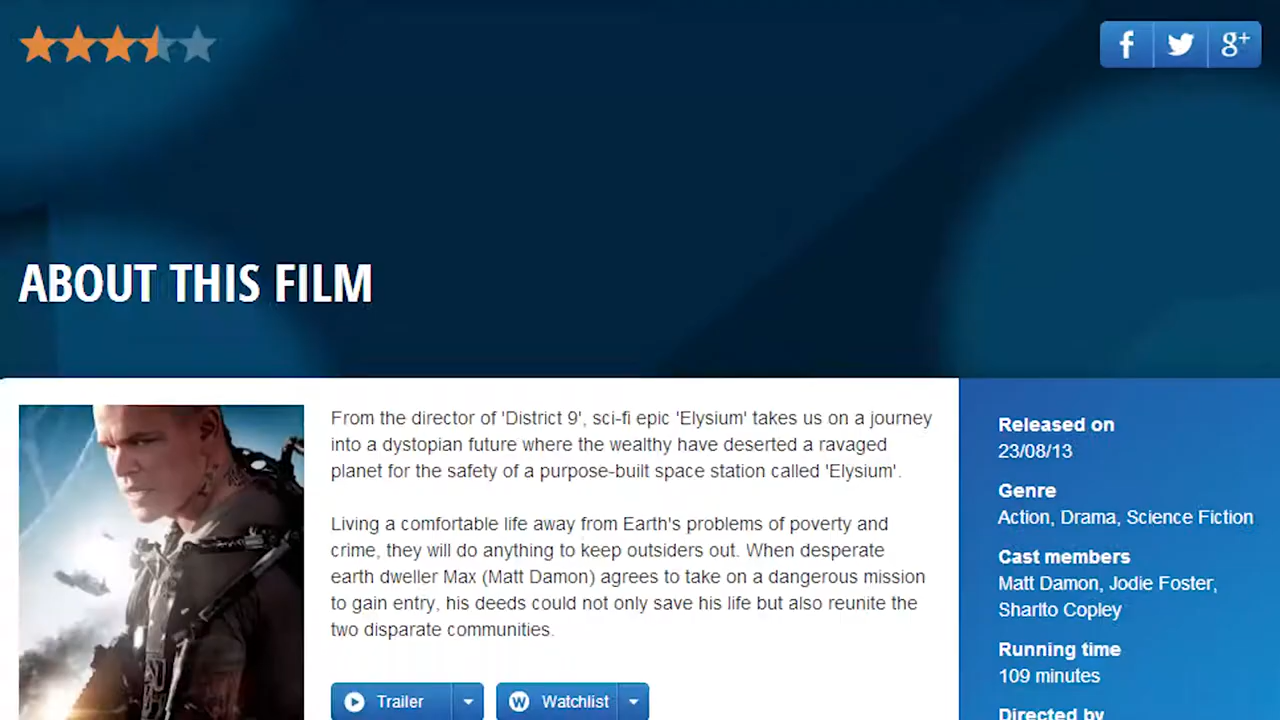 f
g+
ABOUT THIS FILM
From the director of 'District 9', sci-fi epic 'Elysium' takes us on a journey
into a dystopian future where the wealthy have deserted a ravaged
planet for the safety of a purpose-built space station called 'Elysium'.
Living a comfortable life away from Earth's problems of poverty and
crime, they will do anything to keep outsiders out. When desperate
earth dweller Max (Matt Damon) agrees to take on a dangerous mission
to gain entry, his deeds could not only save his life but also reunite the
two disparate communities.
Trailer
W Watchlist
Released on
23/08/13
Genre
Action, Drama, Science Fiction
Cast members
Matt Damon, Jodie Foster,
Sharlto Copley
Running time
109 minutes
Directed by